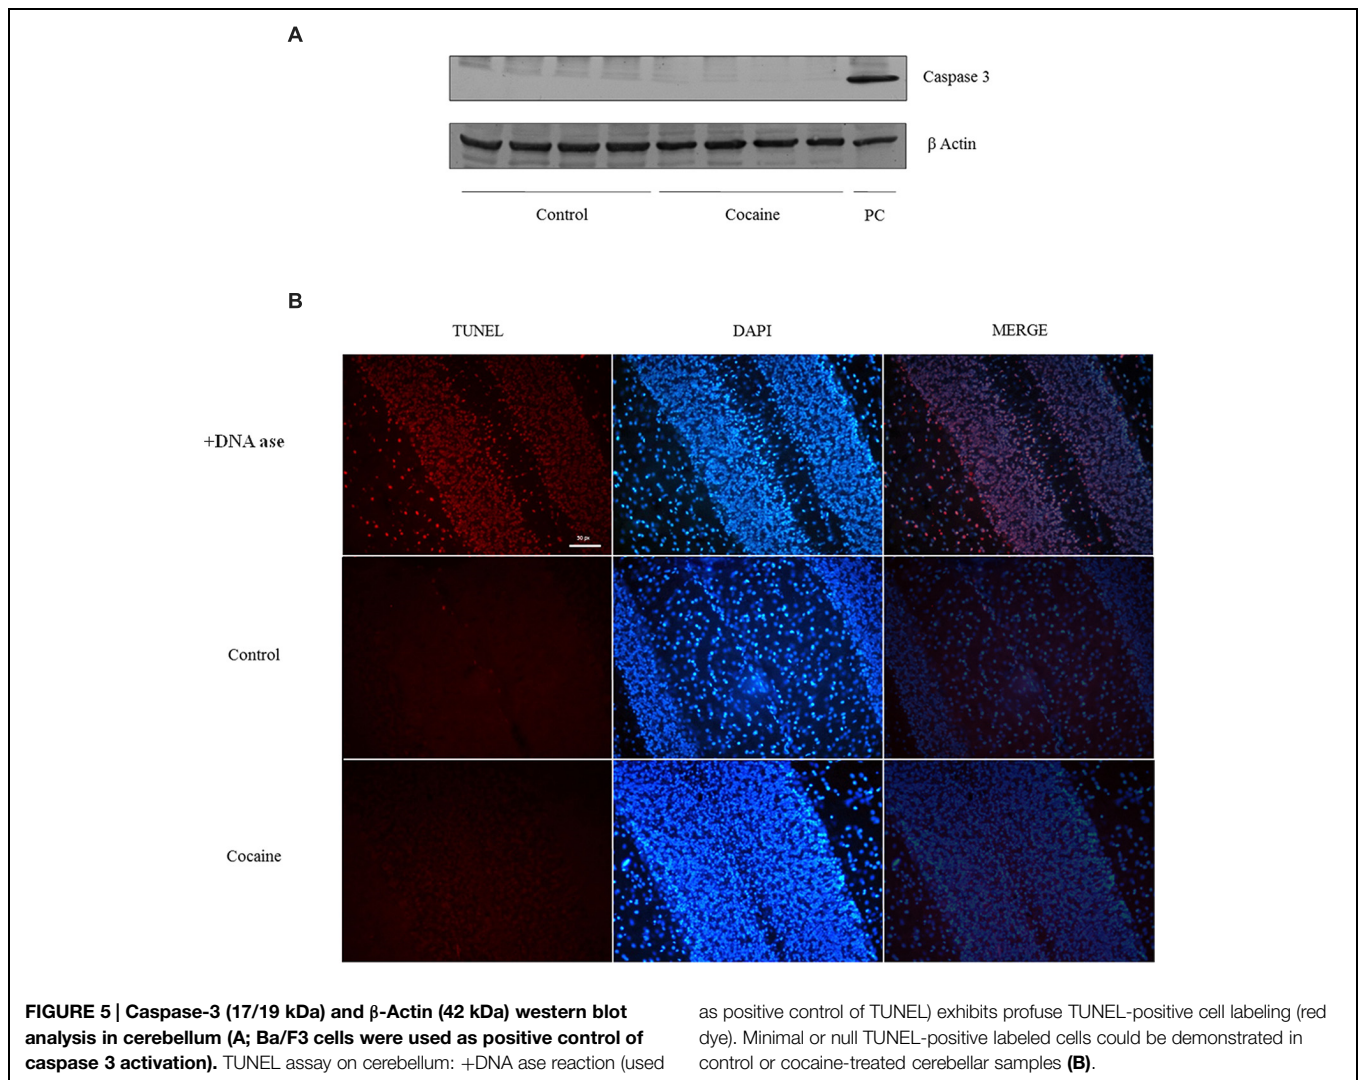 A
Caspase 3
β Actin
Control
Cocaine
PC
B
TUNEL
DAPI
MERGE
+DNA ase
50 µs
Control
Cocaine
FIGURE 5 | Caspase-3 (17/19 kDa) and β-Actin (42 kDa) western blot
analysis in cerebellum (A; Ba/F3 cells were used as positive control of
caspase 3 activation). TUNEL assay on cerebellum: +DNA ase reaction (used
as positive control of TUNEL) exhibits profuse TUNEL-positive cell labeling (red
dye). Minimal or null TUNEL-positive labeled cells could be demonstrated in
control or cocaine-treated cerebellar samples (B).